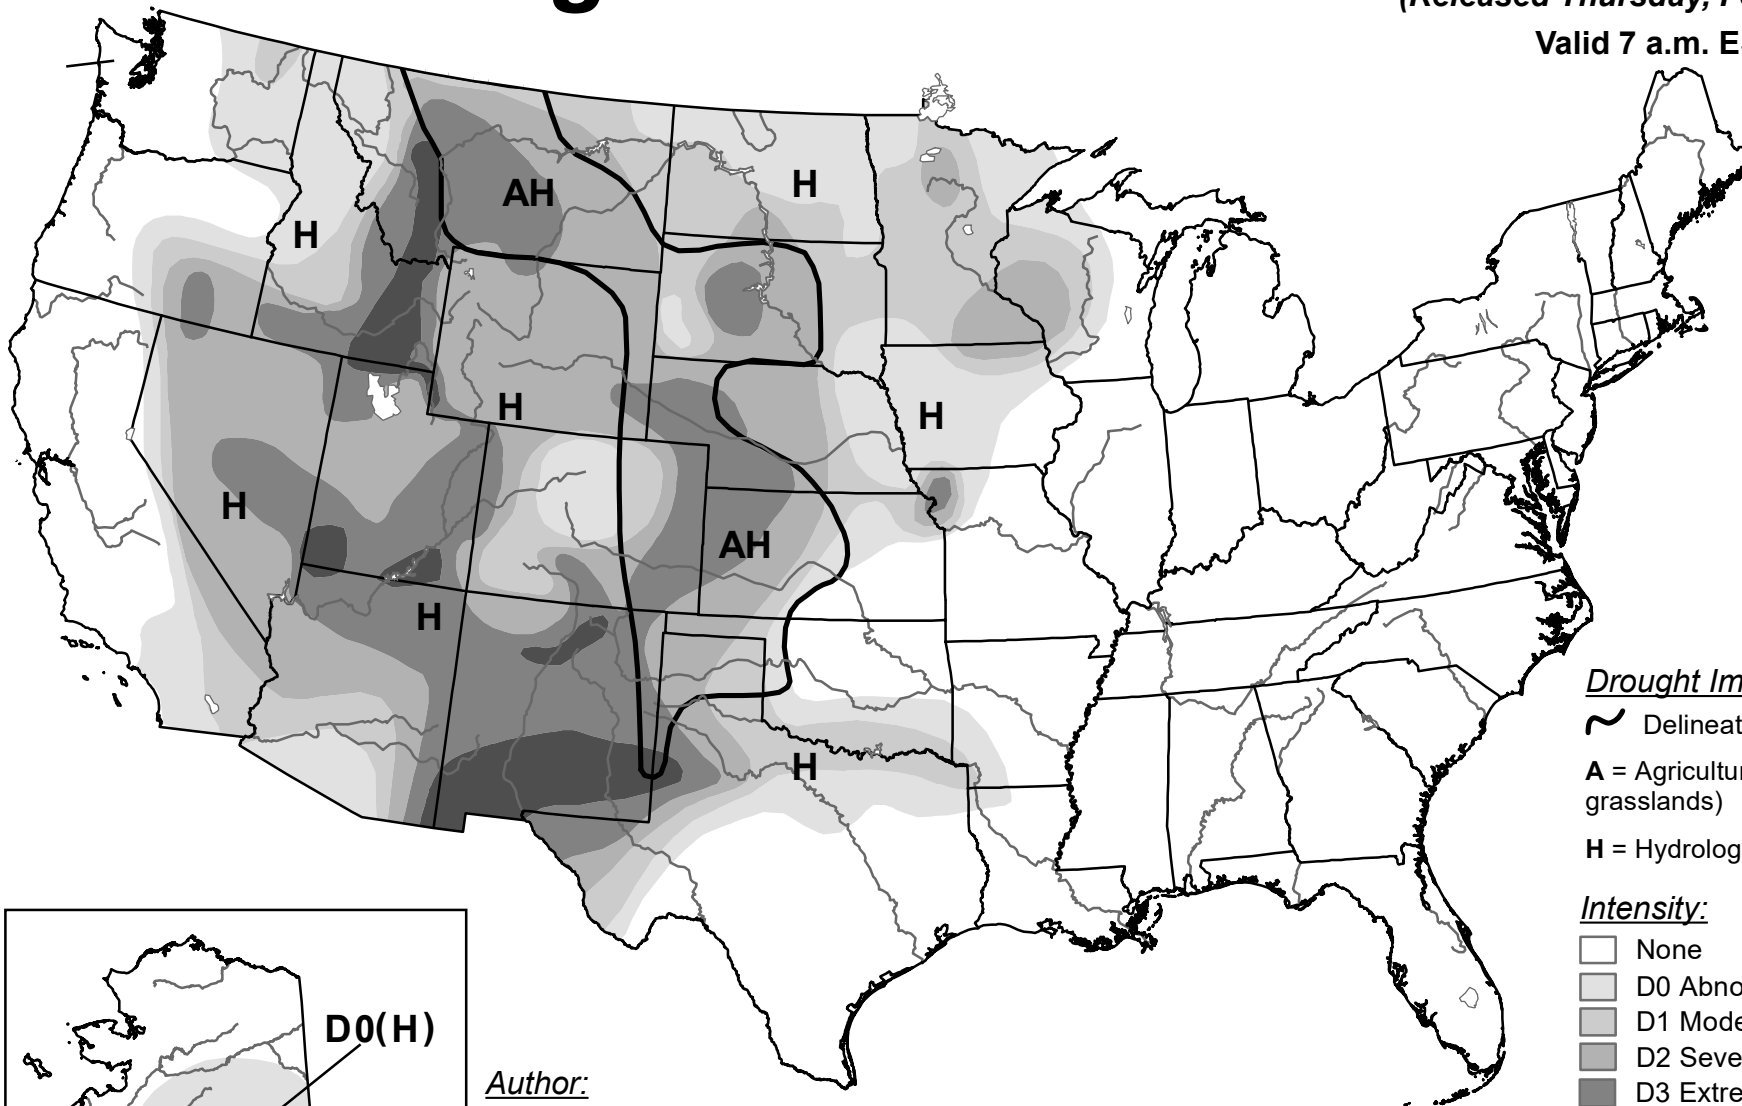 g
(Released Thursday,
Valid 7 a.m.
AH
H
H
H
H
H
AH
H
H
Drought
Delineat
A = Agricultur
grasslands)
H = Hydrolog
Intensity:
None
D0 Abno
D1 Mode
D2 Seve
D3 Extre
D0(H)
Author: